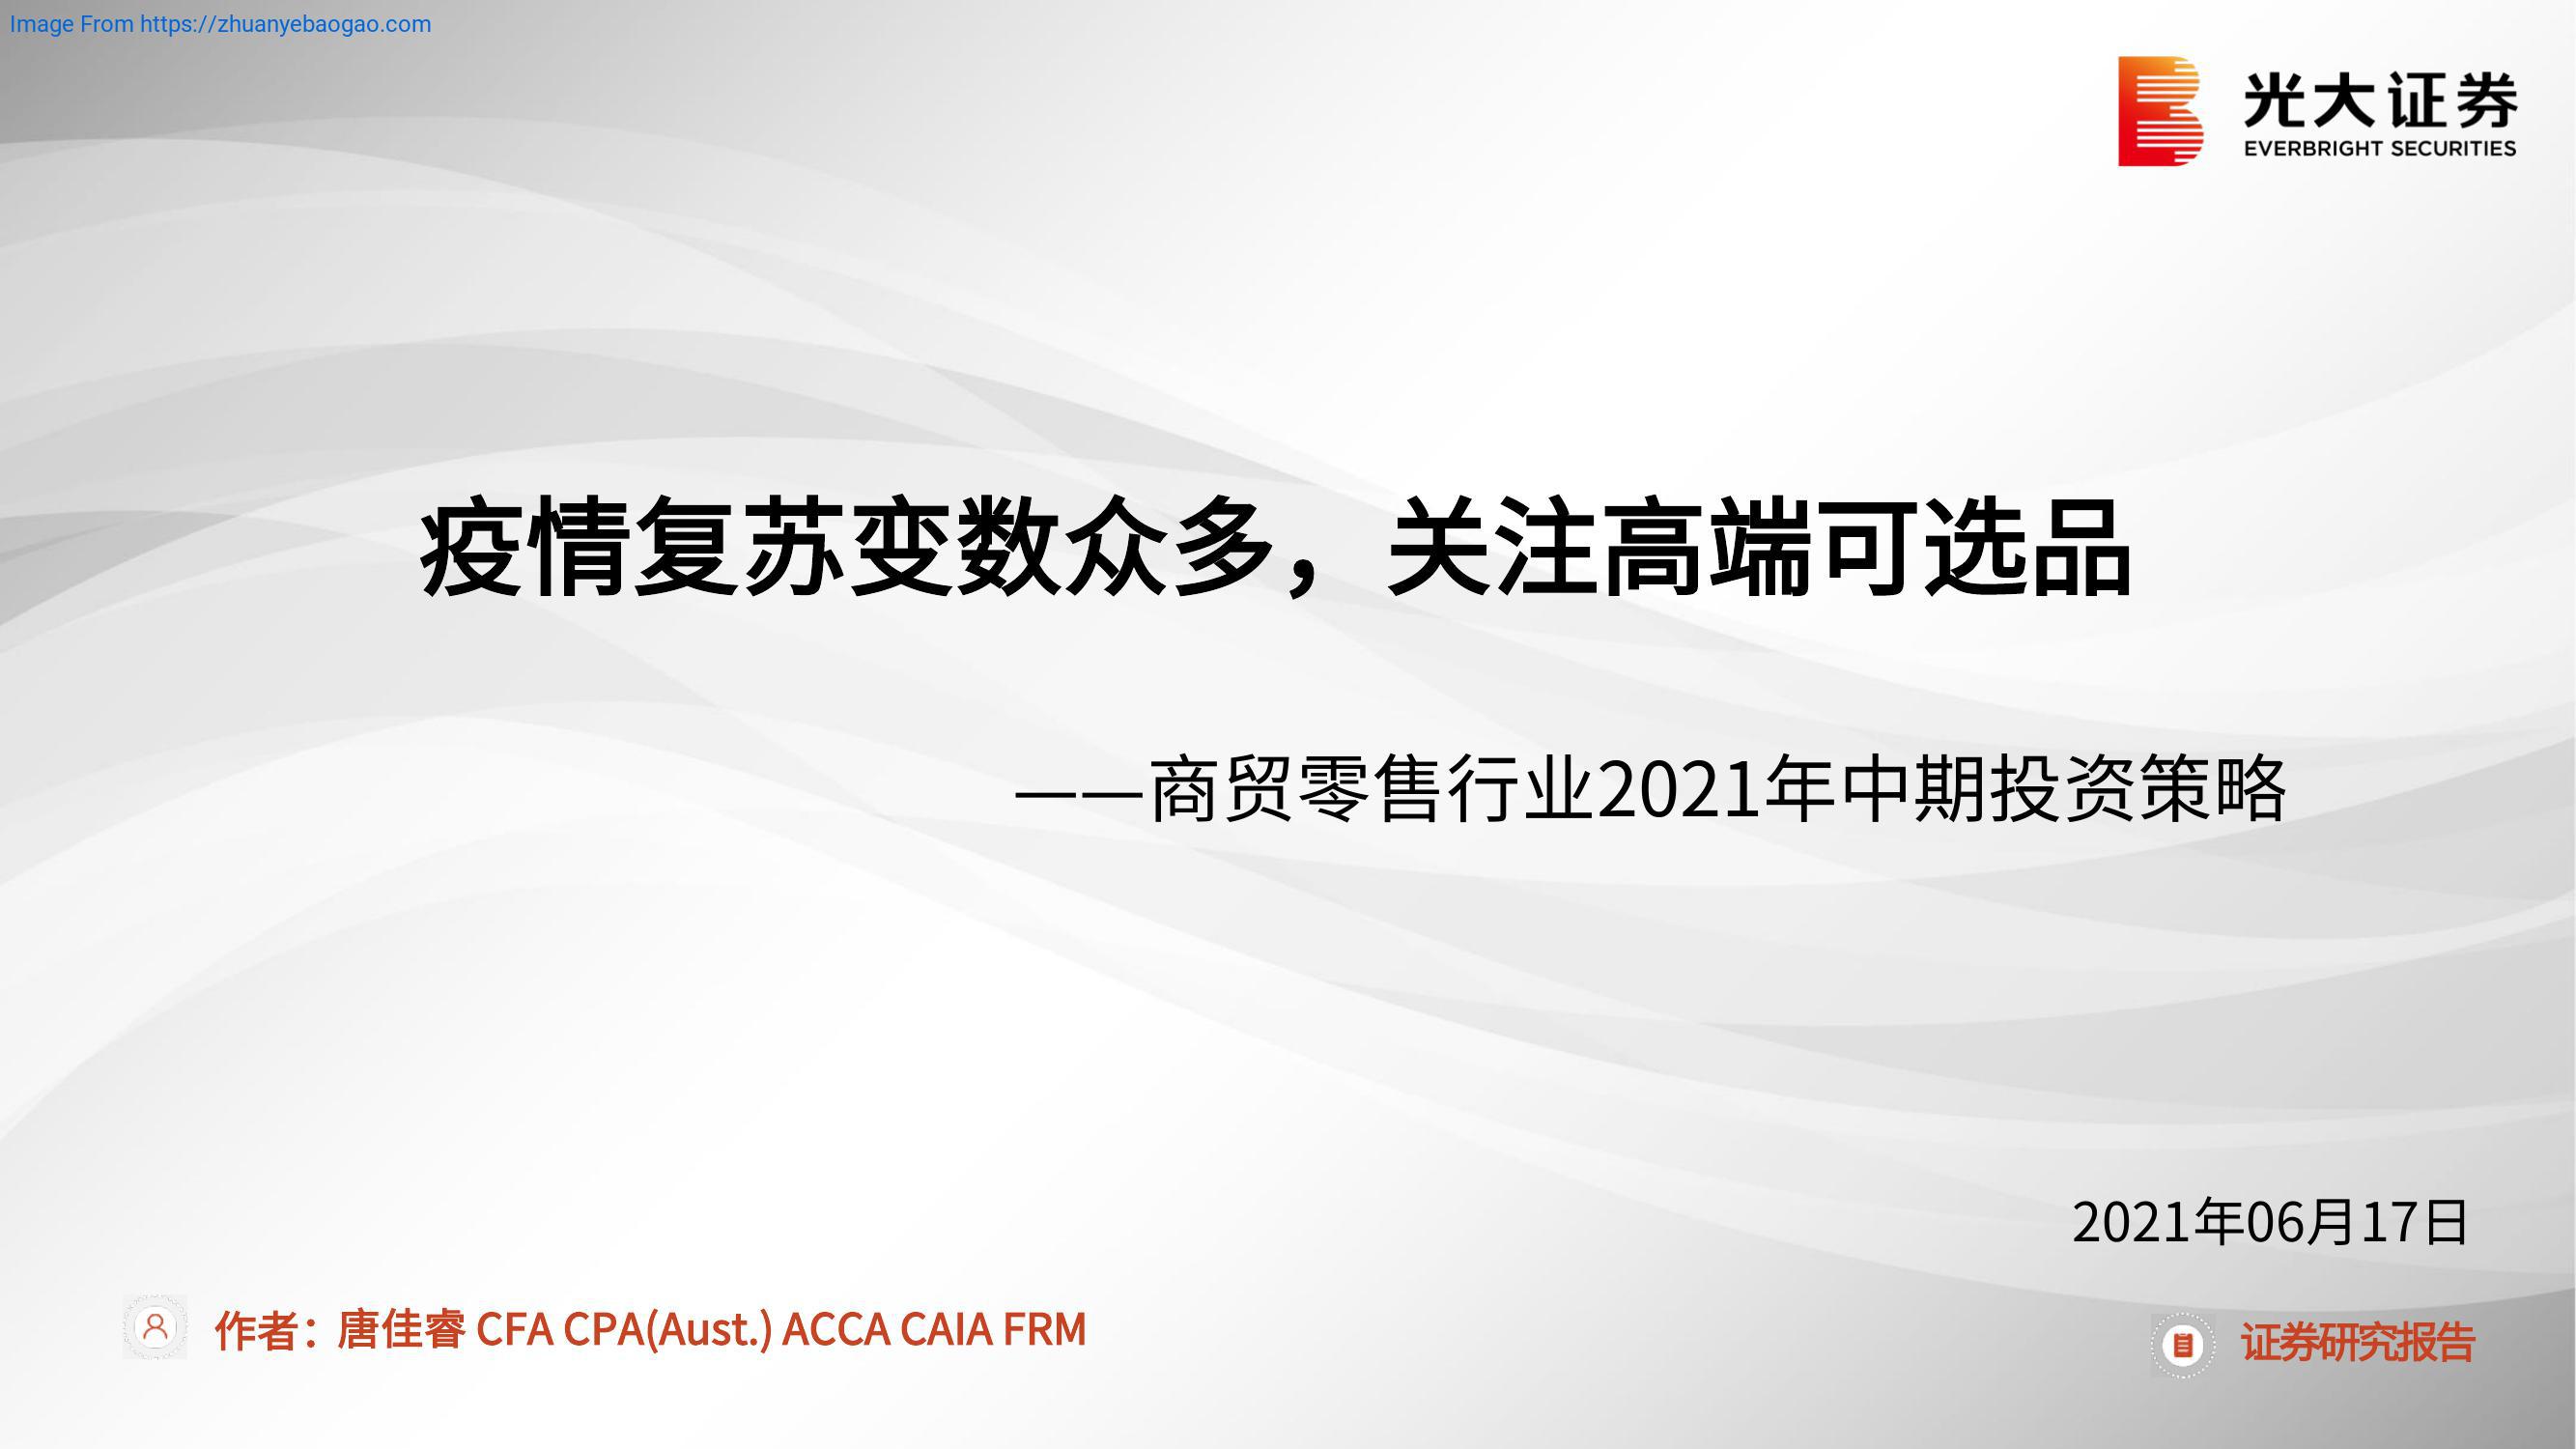 Image From https://zhuanyebaogao.com
光大证券
EVERBRIGHT SECURITIES
疫情复苏变数众多，关注高端可选品
——商贸零售行业2021年中期投资策略
2021年06月17日
作者：唐佳睿 CFA CPA(Aust.) ACCA CAIA FRM
证券研究报告